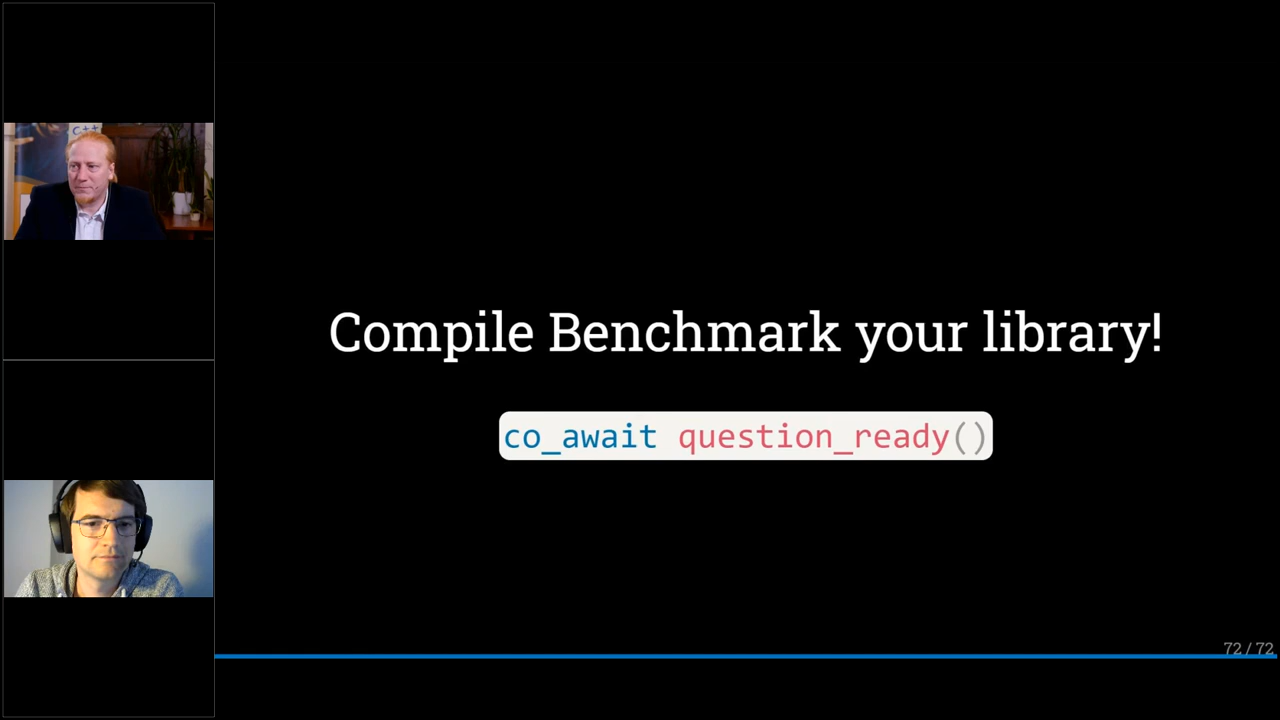 C++
Compile Benchmark your library!
co_await question_ready()
72 / 72